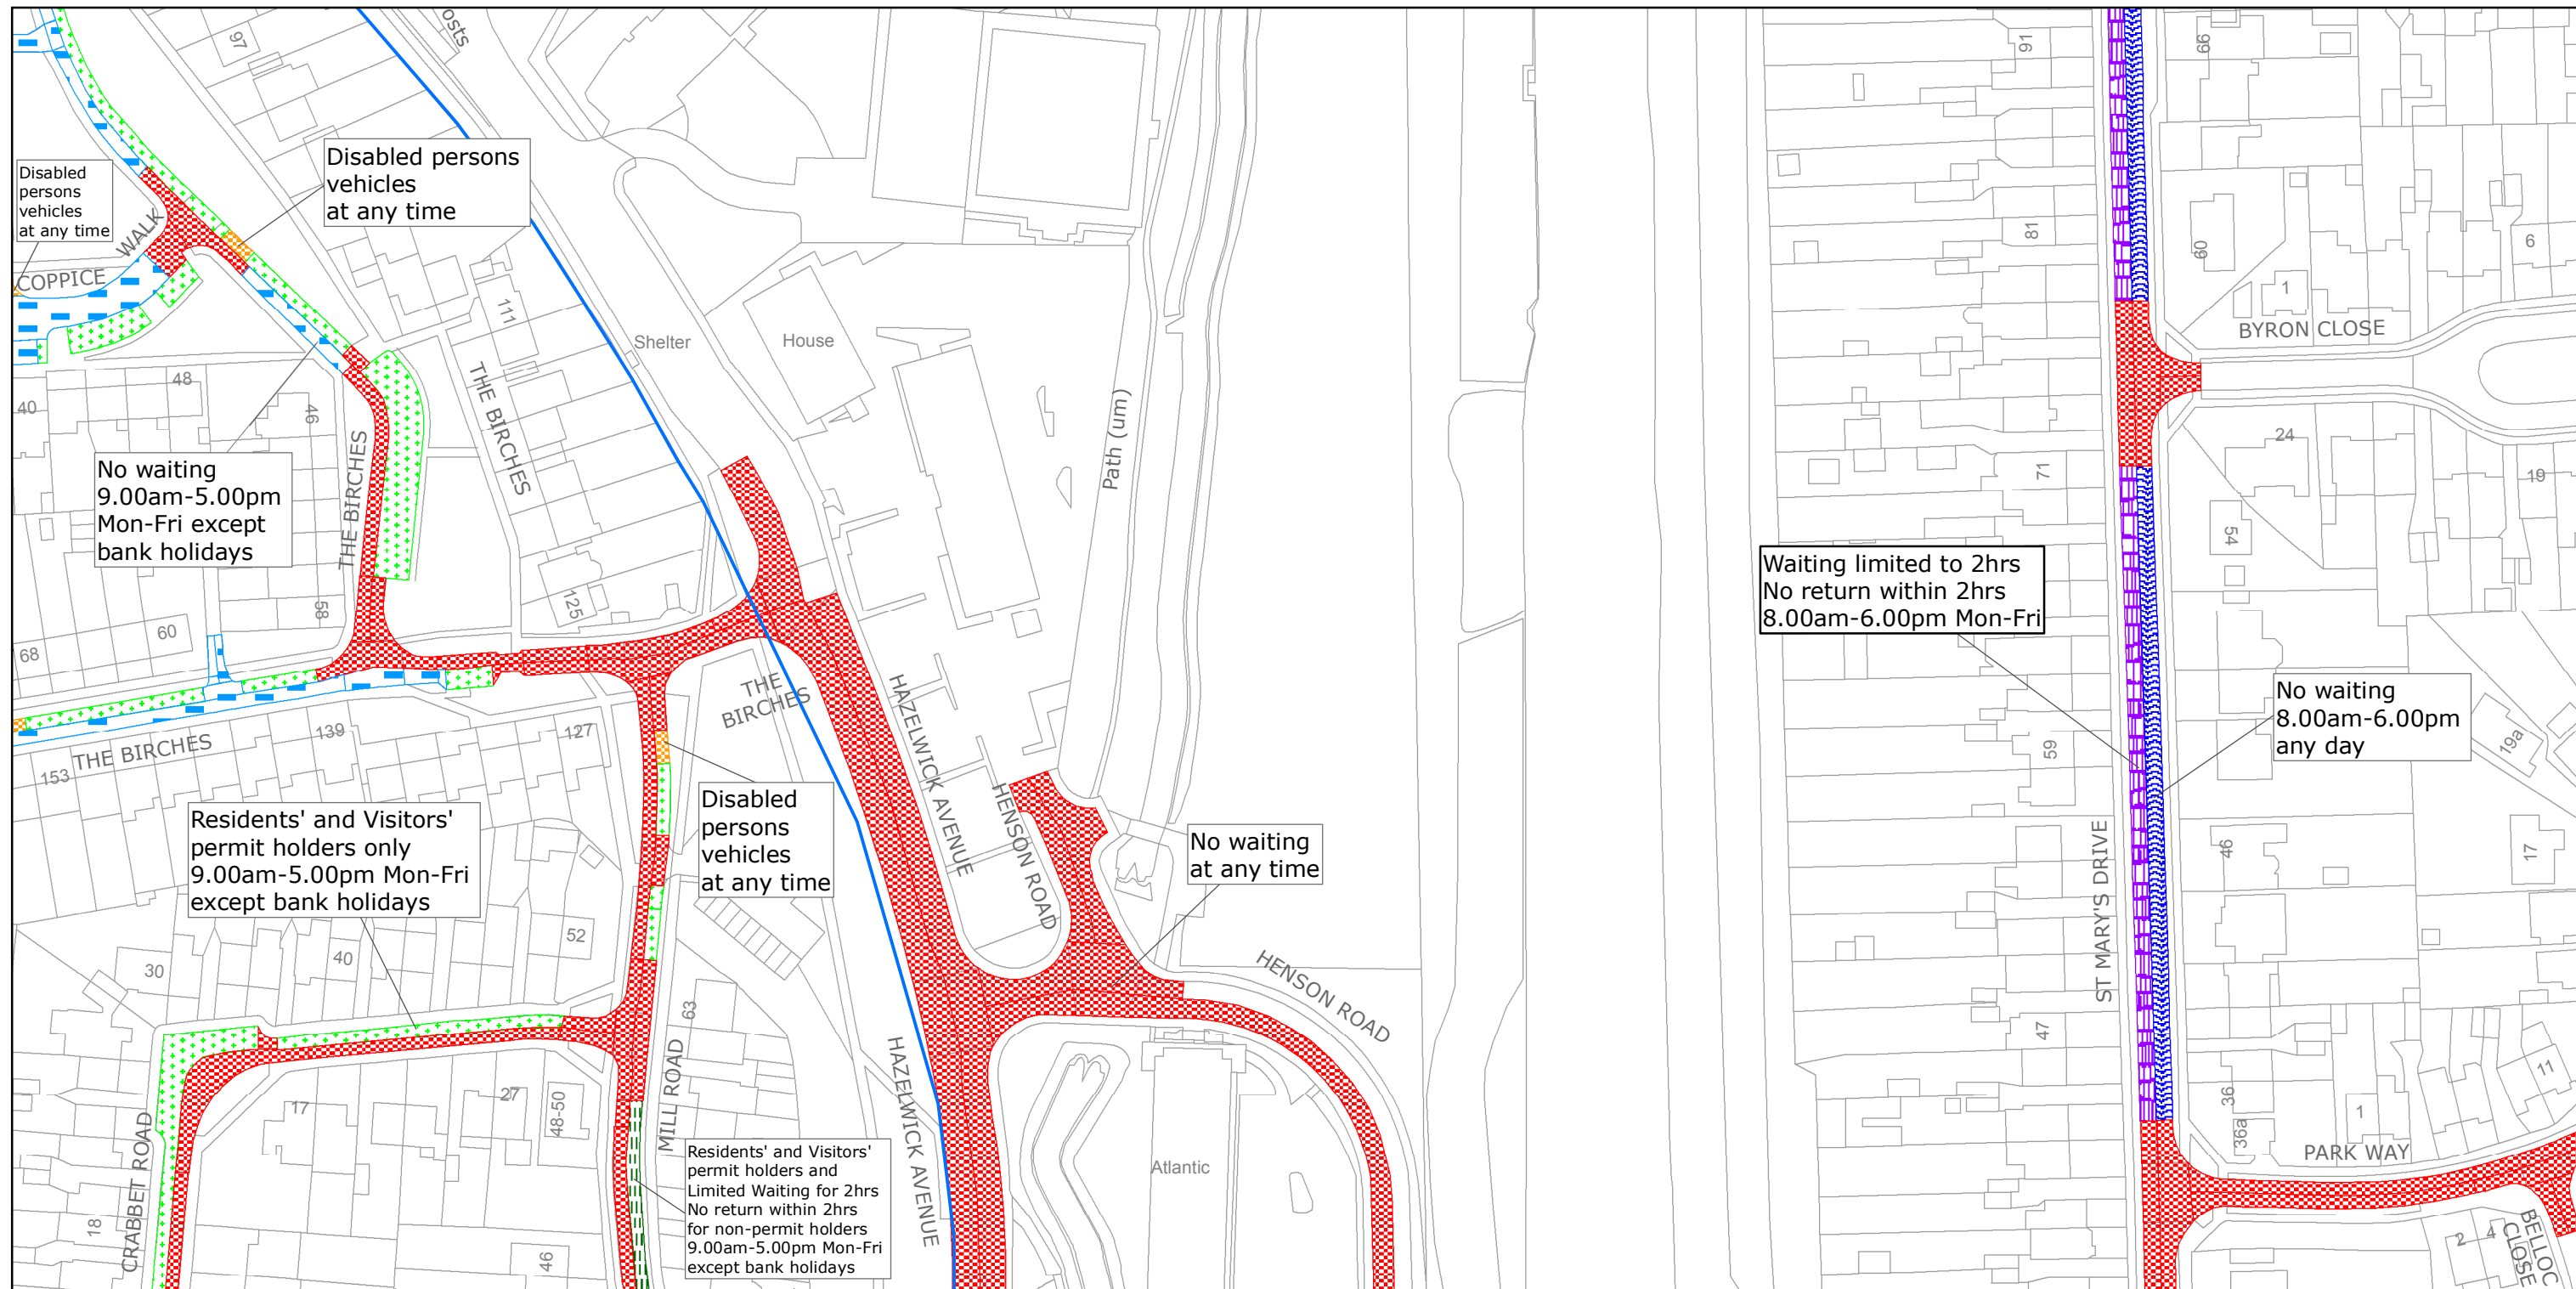 osts
97
91
66
Disabled persons
vehicles
at any time
Disabled
persons
vehicles
at any time
WALK
COPPICE
81
60
6
1
111
Shelter
House
BYRON CLOSE
THE BIRCHES
48
40
46
Path (um)
24
71
19
No waiting
9.00am-5.00pm
Mon-Fri except
bank holidays
THE BIRCHES
54
Waiting limited to 2hrs
No return within 2hrs
8.00am-6.00pm Mon-Fri
125
58
60
68
THE
BIRCHES
HAZELWICK AVENUE
No waiting
8.00am-6.00pm
any day
139
127
THE BIRCHES
153
59
19a
Disabled
persons
vehicles
at any time
HENSON ROAD
Residents' and Visitors'
permit holders only
9.00am-5.00pm Mon-Fri
except bank holidays
No waiting
at any time
ST MARY'S DRIVE
46
17
52
40
30
HENSON ROAD
63
47
MILL ROAD
HAZELWICK AVENUE
27
17
48-50
36
36a
1
11
CRABBET ROAD
Residents' and Visitors'
permit holders and
Limited Waiting for 2hrs
No return within 2hrs
for non-permit holders
9.00am-5.00pm Mon-Fri
except bank holidays
Atlantic
PARK WAY
18
46
2
4
BELLOC
CLOSE